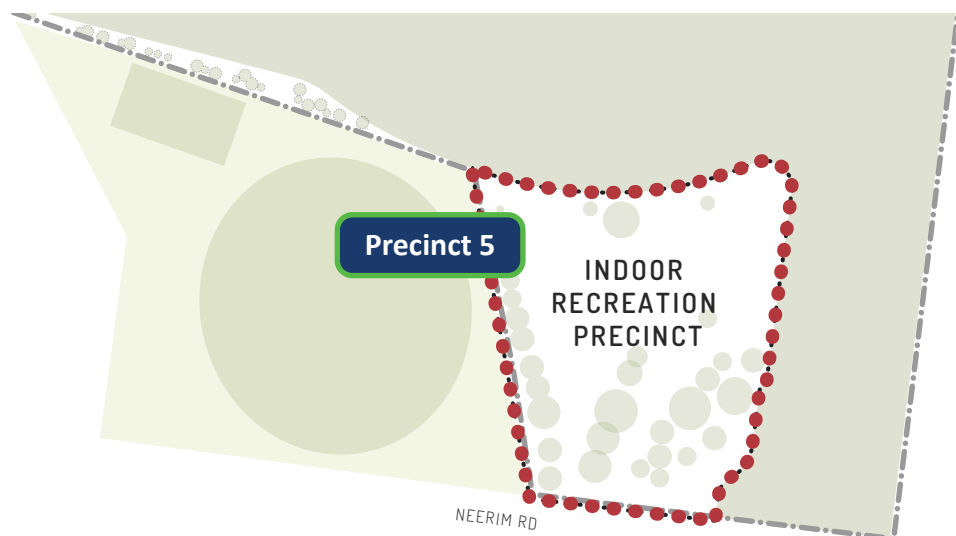 Precinct 5
INDOOR
RECREATION
PRECINCT
NEERIM RD